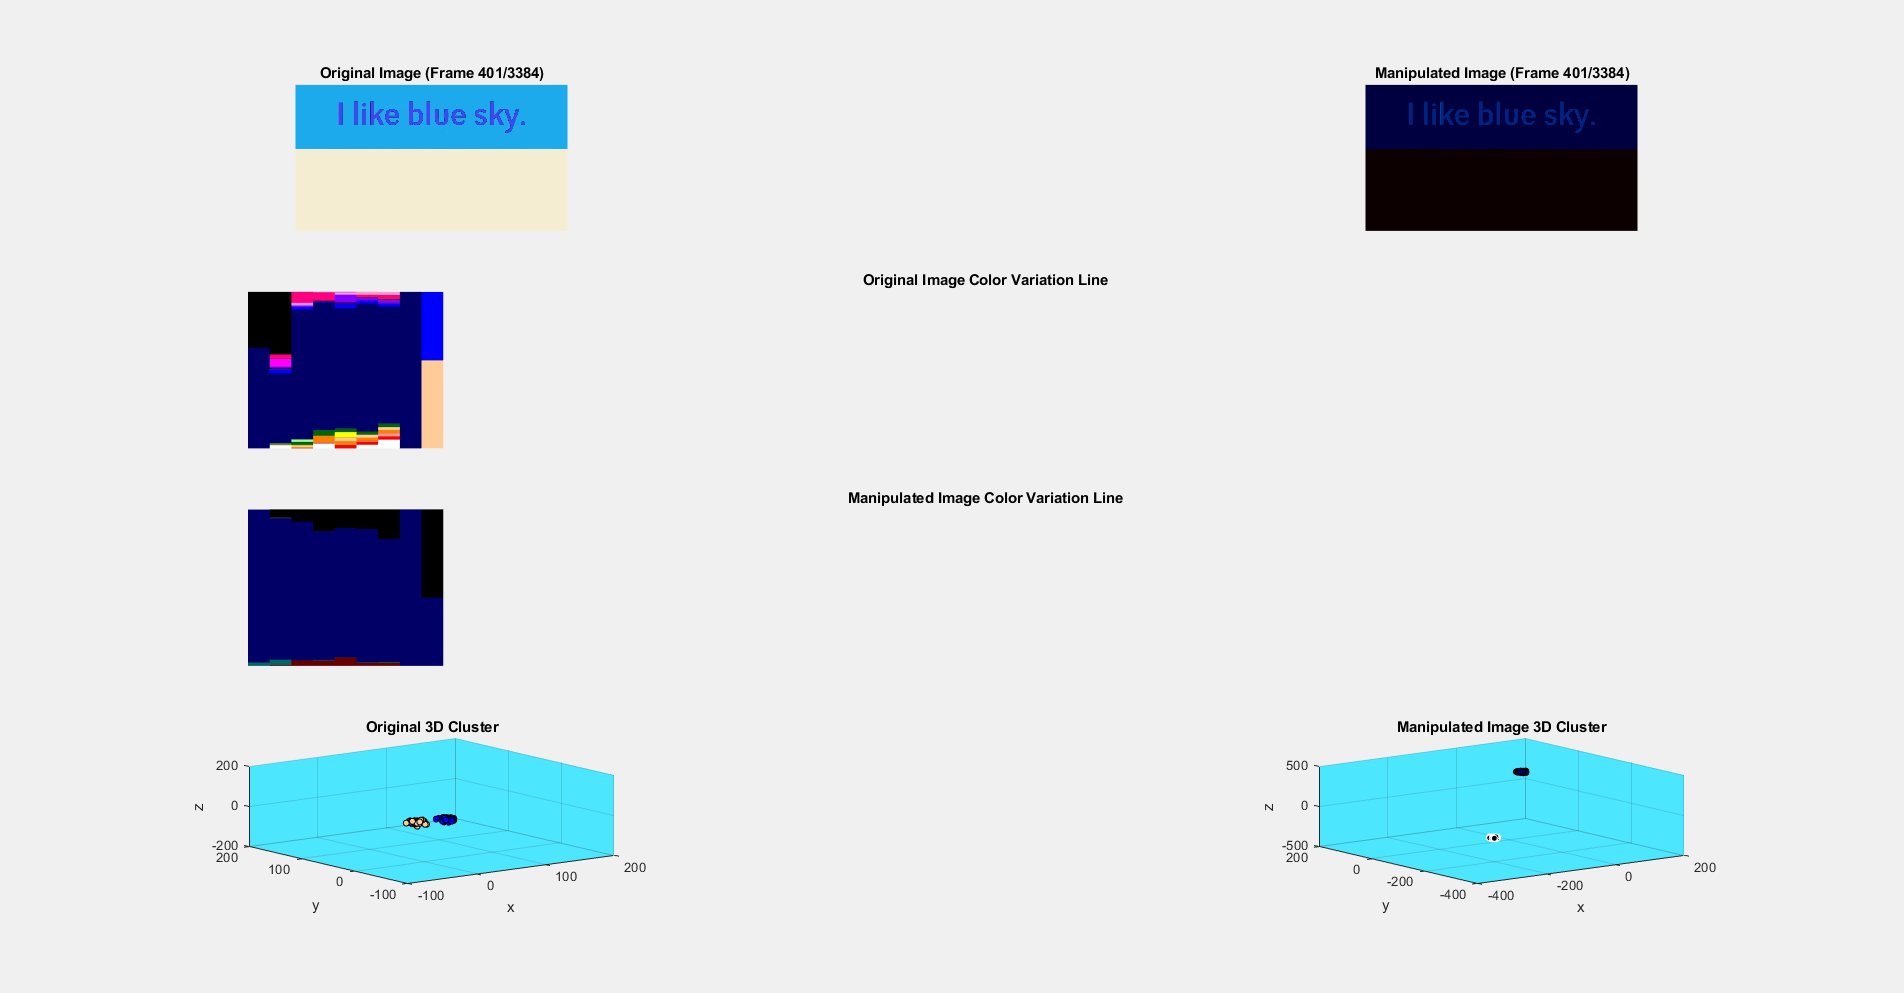 Original Image (Frame 401/3384)
I like blue sky.
Manipulated Image (Frame 401/3384)
I like blue sky.
Original Image Color Variation Line
Manipulated Image Color Variation Line
Original 3D Cluster
200
0
-200
z
200
100
0
-100
y
-100
0
100
200
x
Manipulated Image 3D Cluster
500
0
-500
z
200
0
-200
-400
y
-400
-200
0
200
x